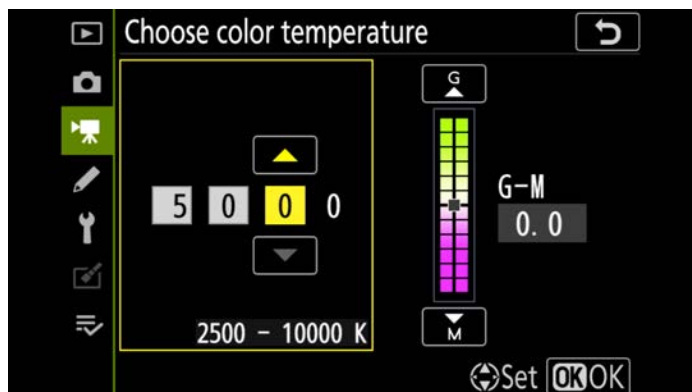 Choose color temperature
G
5 0 0 0
G-M
0. 0
2500 - 10000 K
M
Set OK OK